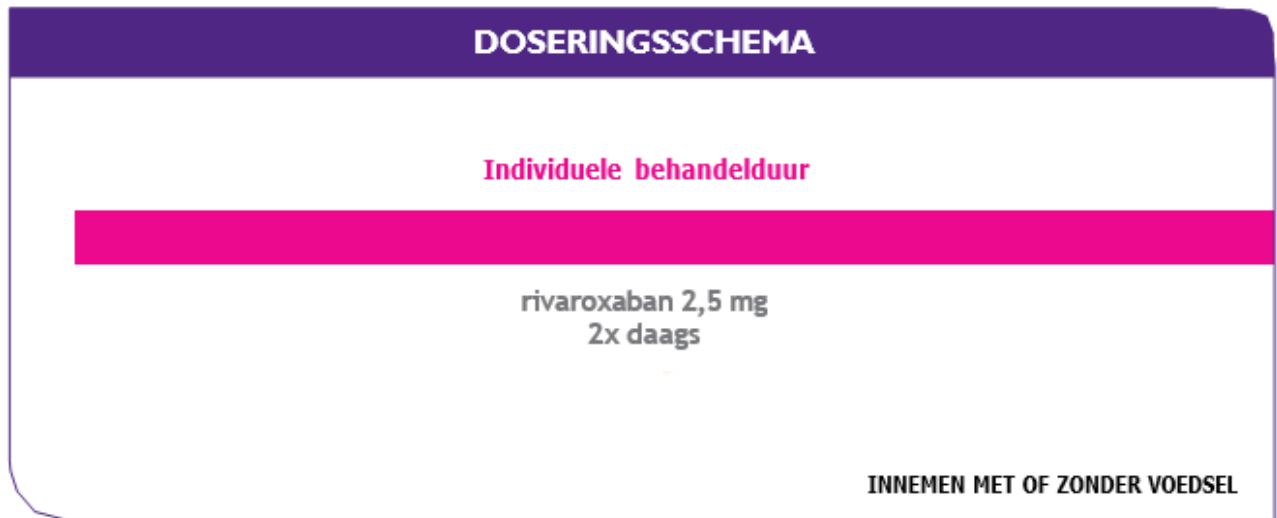 DOSERINGSSCHEMA
Individuele behandelduur
rivaroxaban 2,5 mg
2x daags
INNEMEN MET OF ZONDER VOEDSEL